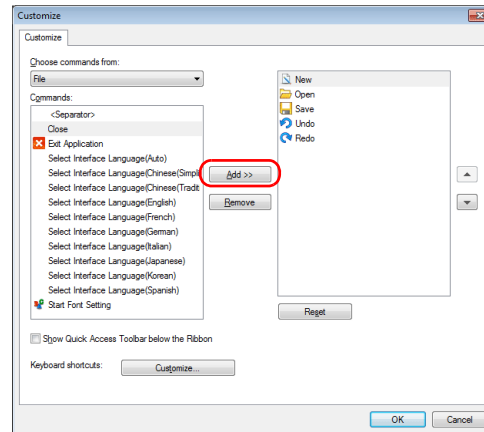 Customize
Customize
Choose commands from:
File
Commands:
<Separator>
Close
Exit Application
Select Interface Language(Auto)
Select Interface Language(Chinese(Simpli
Select Interface Language(Chinese(Tradit
Select Interface Language(English)
Select Interface Language(French)
Select Interface Language(German)
Select Interface Language(Italian)
Select Interface Language(Japanese)
Select Interface Language(Korean)
Select Interface Language(Spanish)
Start Font Setting
Add >>
Remove
New
Open
Save
Undo
Redo
Reset
Show Quick Access Toolbar below the Ribbon
Keyboard shortcuts:
Customize...
OK
Cancel